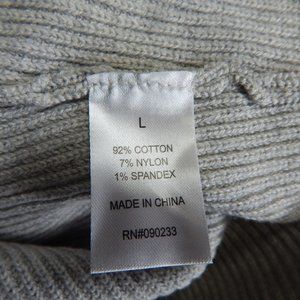 L
92% COTTON
7% NYLON
1% SPANDEX
MADE IN CHINA
RN#090233